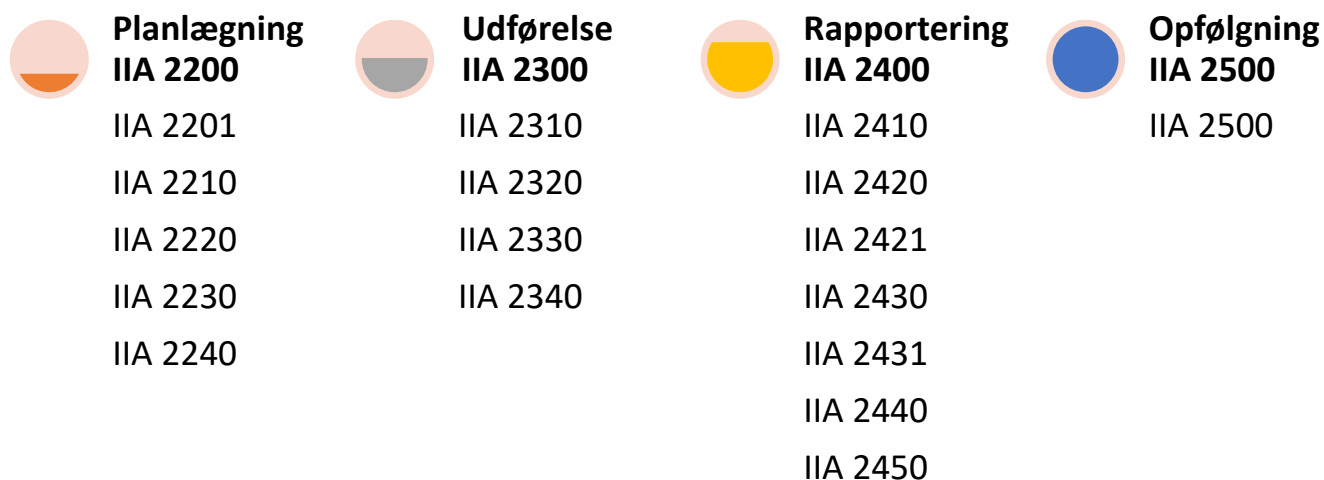 Planlægning
IIA 2200
IIA 2201
IIA 2210
IIA 2220
IIA 2230
IIA 2240
Udførelse
IIA 2300
IIA 2310
IIA 2320
IIA 2330
IIA 2340
Rapportering
IIA 2400
IIA 2410
IIA 2420
IIA 2421
IIA 2430
IIA 2431
IIA 2440
IIA 2450
Opfølgning
IIA 2500
IIA 2500